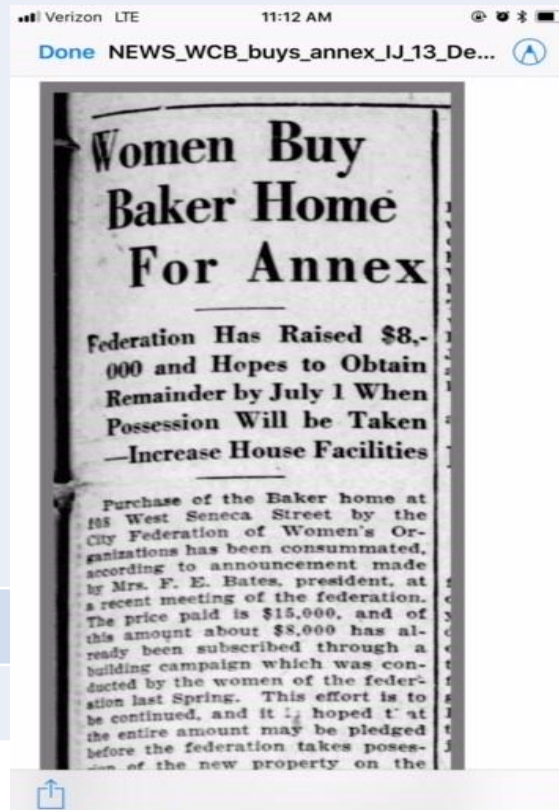 Verizon LTE 11:12 AM
Done NEWS_WCB_buys_annex_IJ_13_De...
Women Buy
Baker Home
For Annex
Federation Has Raised $8,-
000 and Hopes to Obtain
Remainder by July 1 When
Possession Will be Taken
—Increase House Facilities
Purchase of the Baker home at
108 West Seneca Street by the
City Federation of Women's Or-
ganizations has been consummated,
according to announcement made
by Mrs. F. E. Bates, president, at
a recent meeting of the federation.
The price paid is $15,000, and of
this amount about $8,000 has al-
ready been subscribed through a
building campaign which was con-
ducted by the women of the feder-
ation last Spring. This effort is to
be continued, and it hoped
the entire amount may be pledged
before the federation takes poses-
of the new property on the